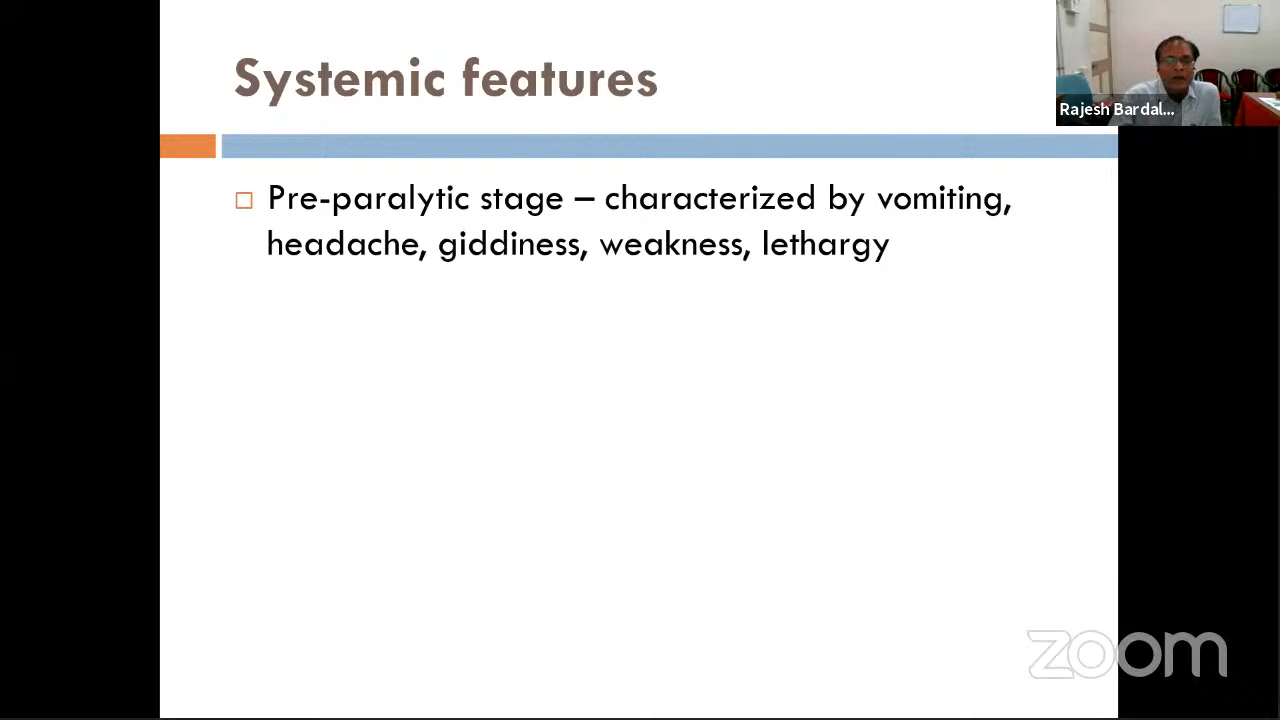 Systemic features
Rajesh Bardal...
Pre-paralytic stage – characterized by vomiting,
headache, giddiness, weakness, lethargy
zoom